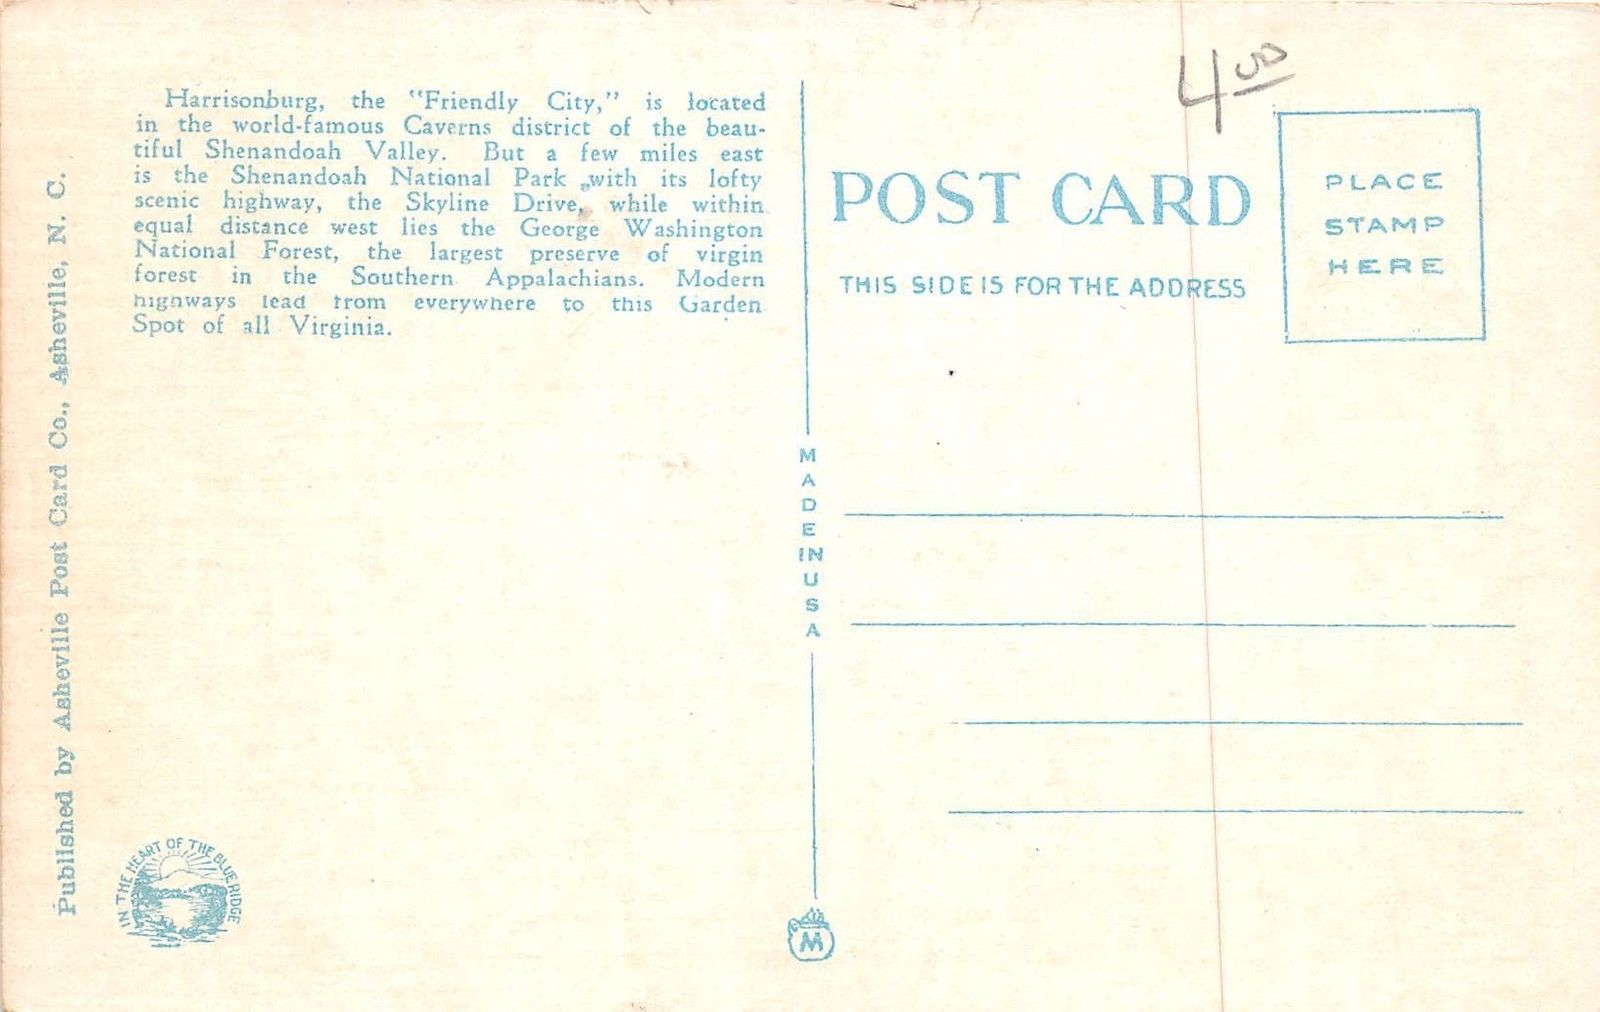 Harrisonburg, the "Friendly City," is located
in the world-famous Caverns district of the beau-
tiful Shenandoah Valley. But a few miles east
is the Shenandoah National Park with its lofty
scenic highway, the Skyline Drive, while within
equal distance west lies the George Washington
National Forest, the largest preserve of virgin
forest in the Southern Appalachians. Modern
highways lead from everywhere to this Garden
Spot of all Virginia.
Published by Asheville Post Card Co., Asheville, N. C.
IN THE HEART OF THE BLUE RIDGE
MADE IN USA
M
4 00
POST CARD
THIS SIDE IS FOR THE ADDRESS
PLACE
STAMP
HERE